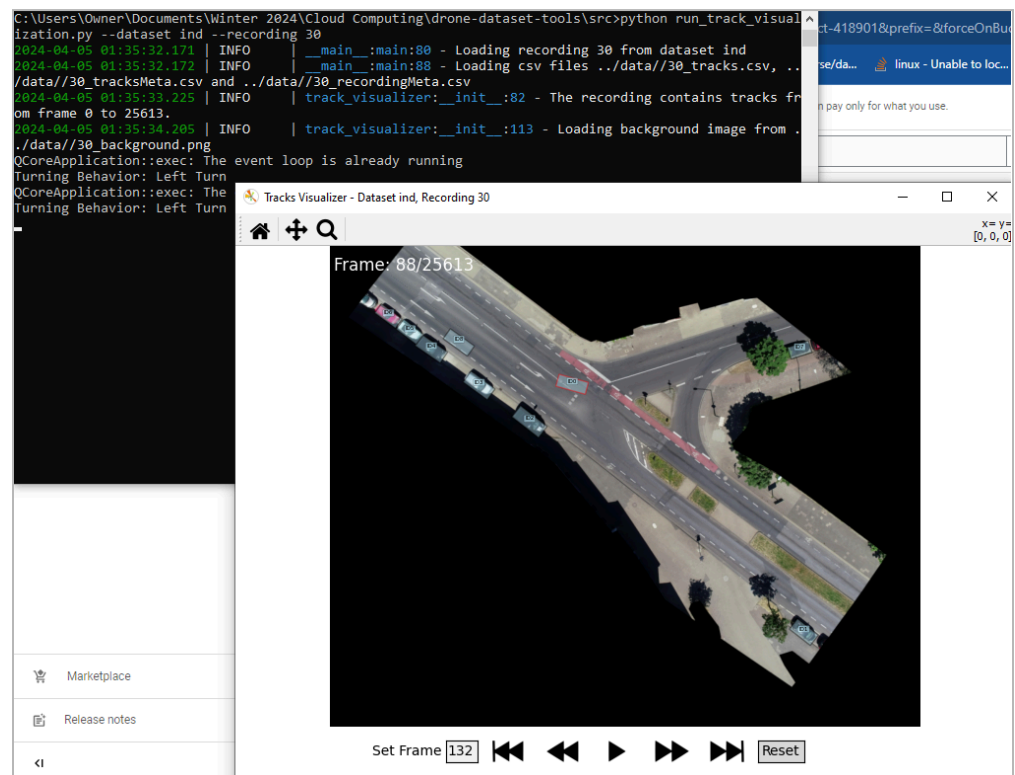 C:\Users\Owner\Documents\Winter 2024\Cloud Computing\drone-dataset-tools\src>python run_track_visual
ization.py --dataset ind --recording 30
2024-04-05 01:35:32.171 | INFO     | __main__:main:80 - Loading recording 30 from dataset ind
2024-04-05 01:35:32.172 | INFO     | __main__:main:88 - Loading csv files ../data//30_tracks.csv, ..
/data//30_tracksMeta.csv and ../data//30_recordingMeta.csv
2024-04-05 01:35:33.225 | INFO     | track_visualizer:__init__:82 - The recording contains tracks fr
om frame 0 to 25613.
2024-04-05 01:35:34.205 | INFO     | track_visualizer:__init__:113 - Loading background image from .
./data//30_background.png
QCoreApplication::exec: The event loop is already running
Turning Behavior: Left Turn
QCoreApplication::exec: The
Turning Behavior: Left Turn
ct-418901&prefix=&forceOnBuc
rse/da...
linux - Unable to loc...
n pay only for what you use.
Tracks Visualizer - Dataset ind, Recording 30
x= y=
[0, 0, 0]
Frame: 88/25613
Marketplace
Release notes
Set Frame 132
Reset